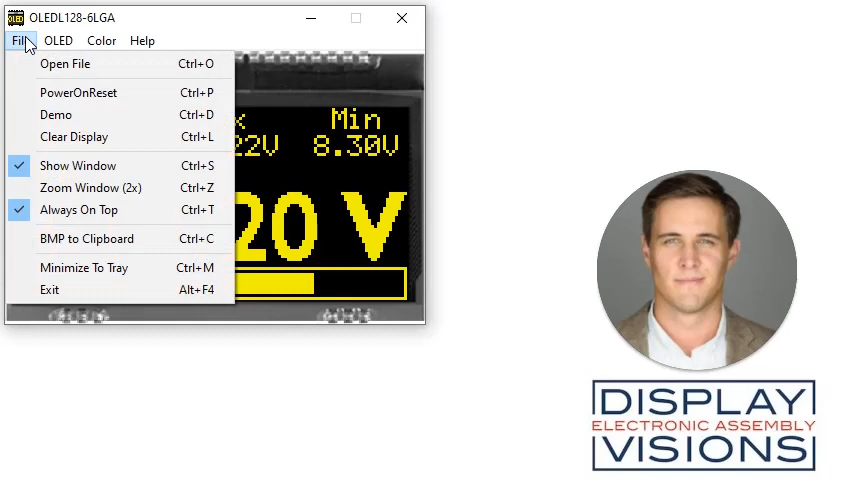 OLED OLEDL128-6LGA
File OLED Color Help
Open File Ctrl+O
PowerOnReset Ctrl+P
Demo Ctrl+D
Clear Display Ctrl+L
Show Window Ctrl+S
Zoom Window (2x) Ctrl+Z
Always On Top Ctrl+T
BMP to Clipboard Ctrl+C
Minimize To Tray Ctrl+M
Exit Alt+F4
x Min
22V 8.30V
20 V
DISPLAY
ELECTRONIC ASSEMBLY
VISIONS